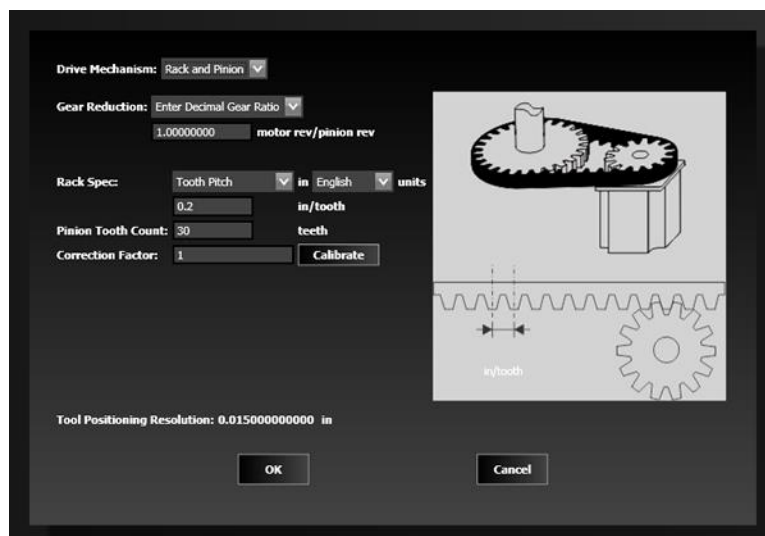 Drive Mechanism: Rack and Pinion
Gear Reduction: Enter Decimal Gear Ratio
1.00000000 motor rev/pinion rev
Rack Spec: Tooth Pitch in English units
0.2 in/tooth
Pinion Tooth Count: 30 teeth
Correction Factor: 1 Calibrate
in/tooth
Tool Positioning Resolution: 0.015000000000 in
OK Cancel